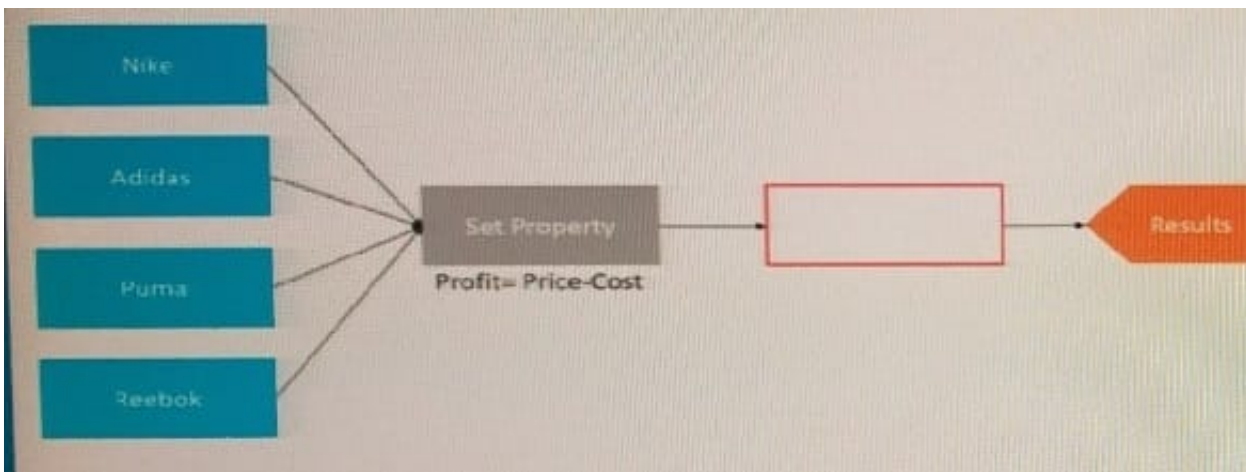 Nike
Adidas
Puma
Reebok
Set Property
Profit= Price-Cost
Results